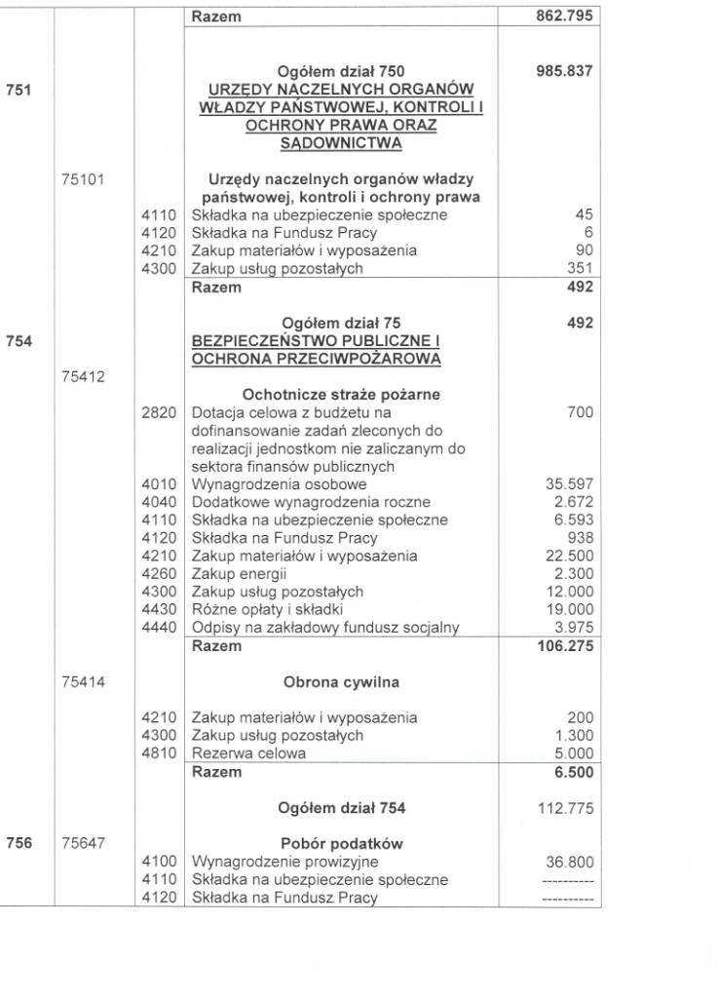 Razem 862.795
Ogółem dział 750 985.837
751 URZĘDY NACZELNYCH ORGANÓW
WŁADZY PAŃSTWOWEJ, KONTROLI I
OCHRONY PRAWA ORAZ
SĄDOWNICTWA
75101 Urzędy naczelnych organów władzy
państwowej, kontroli i ochrony prawa
4110 Składka na ubezpieczenie społeczne 45
4120 Składka na Fundusz Pracy 6
4210 Zakup materiałów i wyposażenia 90
4300 Zakup usług pozostałych 351
Razem 492
Ogółem dział 75 492
754 BEZPIECZEŃSTWO PUBLICZNE I
OCHRONA PRZECIWPOŻAROWA
75412
Ochotnicze straże pożarne
2820 Dotacja celowa z budżetu na 700
dofinansowanie zadań zleconych do
realizacji jednostkom nie zaliczanym do
sektora finansów publicznych
4010 Wynagrodzenia osobowe 35.597
4040 Dodatkowe wynagrodzenia roczne 2.672
4110 Składka na ubezpieczenie społeczne 6.593
4120 Składka na Fundusz Pracy 938
4210 Zakup materiałów i wyposażenia 22.500
4260 Zakup energii 2.300
4300 Zakup usług pozostałych 12.000
4430 Różne opłaty i składki 19.000
4440 Odpisy na zakładowy fundusz socjalny 3.975
Razem 106.275
75414 Obrona cywilna
4210 Zakup materiałów i wyposażenia 200
4300 Zakup usług pozostałych 1.300
4810 Rezerwa celowa 5.000
Razem 6.500
Ogółem dział 754 112.775
756 75647 Pobór podatków
4100 Wynagrodzenie prowizyjne 36.800
4110 Składka na ubezpieczenie społeczne ----------
4120 Składka na Fundusz Pracy ----------